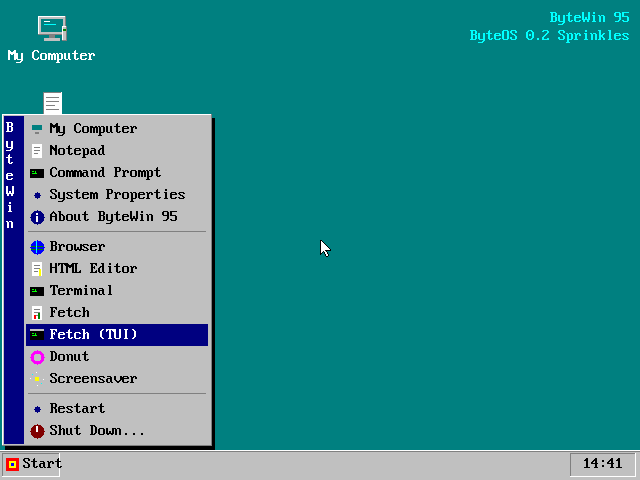 ByteWin 95
ByteOS 0.2 Sprinkles
My Computer
ByteWin
My Computer
Notepad
Command Prompt
System Properties
About ByteWin 95
Browser
HTML Editor
Terminal
Fetch
Fetch (TUI)
Donut
Screensaver
Restart
Shut Down...
Start
14:41